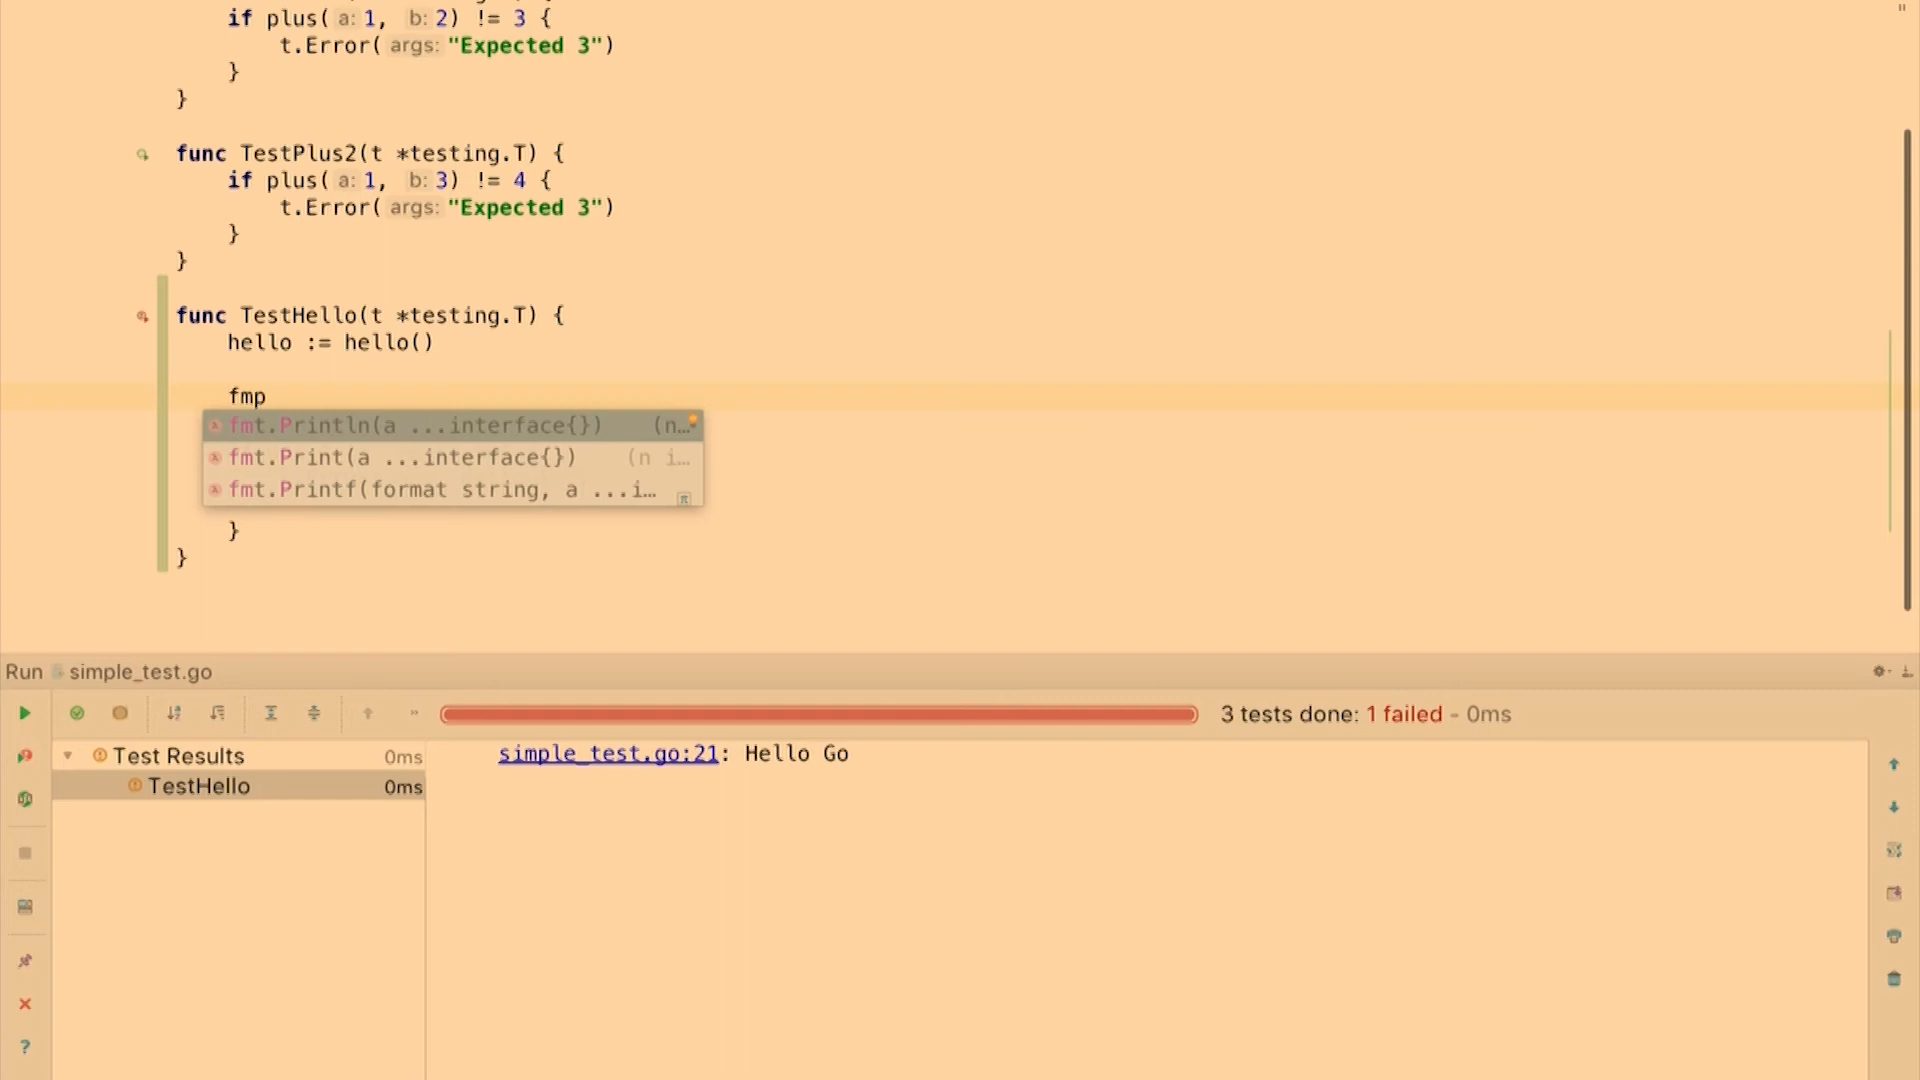 if plus( a: 1, b: 2) != 3 {
t.Error( args: "Expected 3")
}
}
func TestPlus2(t *testing.T) {
if plus( a: 1, b: 3) != 4 {
t.Error( args: "Expected 3")
}
}
func TestHello(t *testing.T) {
hello := hello()
fmp
fmt.Println(a ...interface{}) (n…
fmt.Print(a ...interface{}) (n i…
fmt.Printf(format string, a ...i…
}
}
Run simple_test.go
3 tests done: 1 failed - 0ms
Test Results 0ms
simple_test.go:21: Hello Go
TestHello 0ms